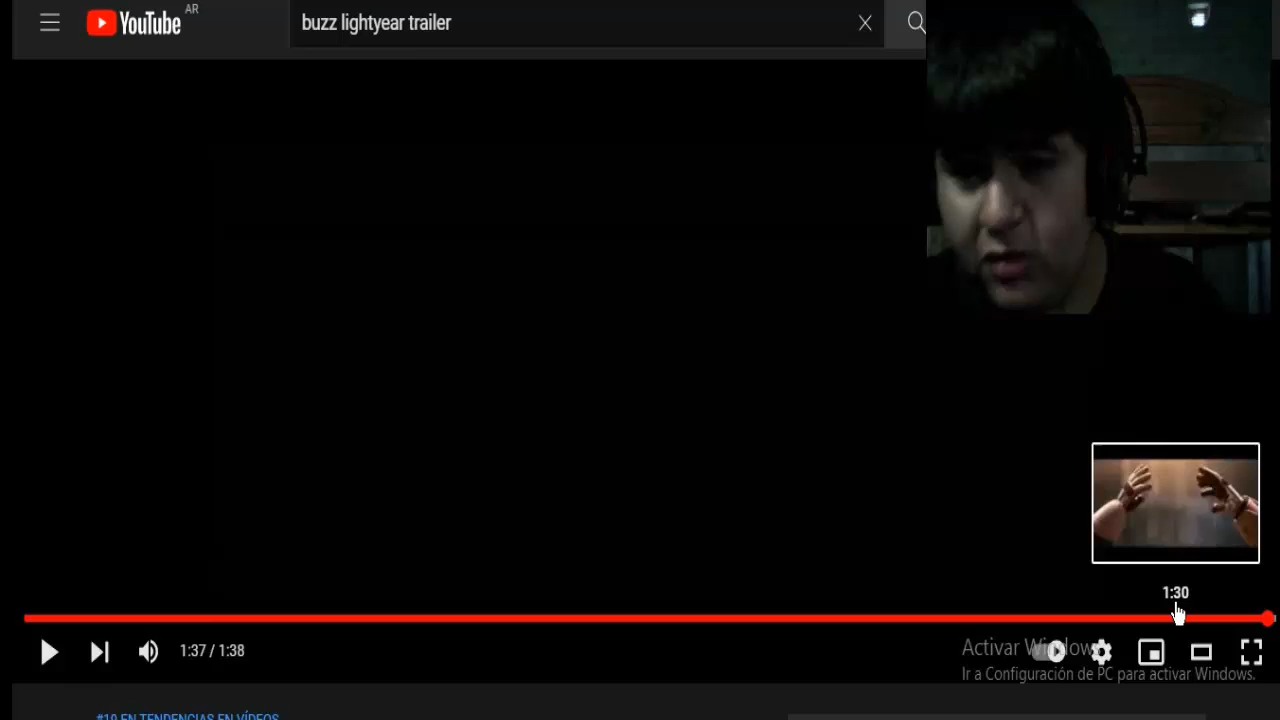 YouTube AR
buzz lightyear trailer
1:30
1:37 / 1:38
Activar Windows
Ir a Configuración de PC para activar Windows.
#19 EN TENDENCIAS EN VÍDEOS